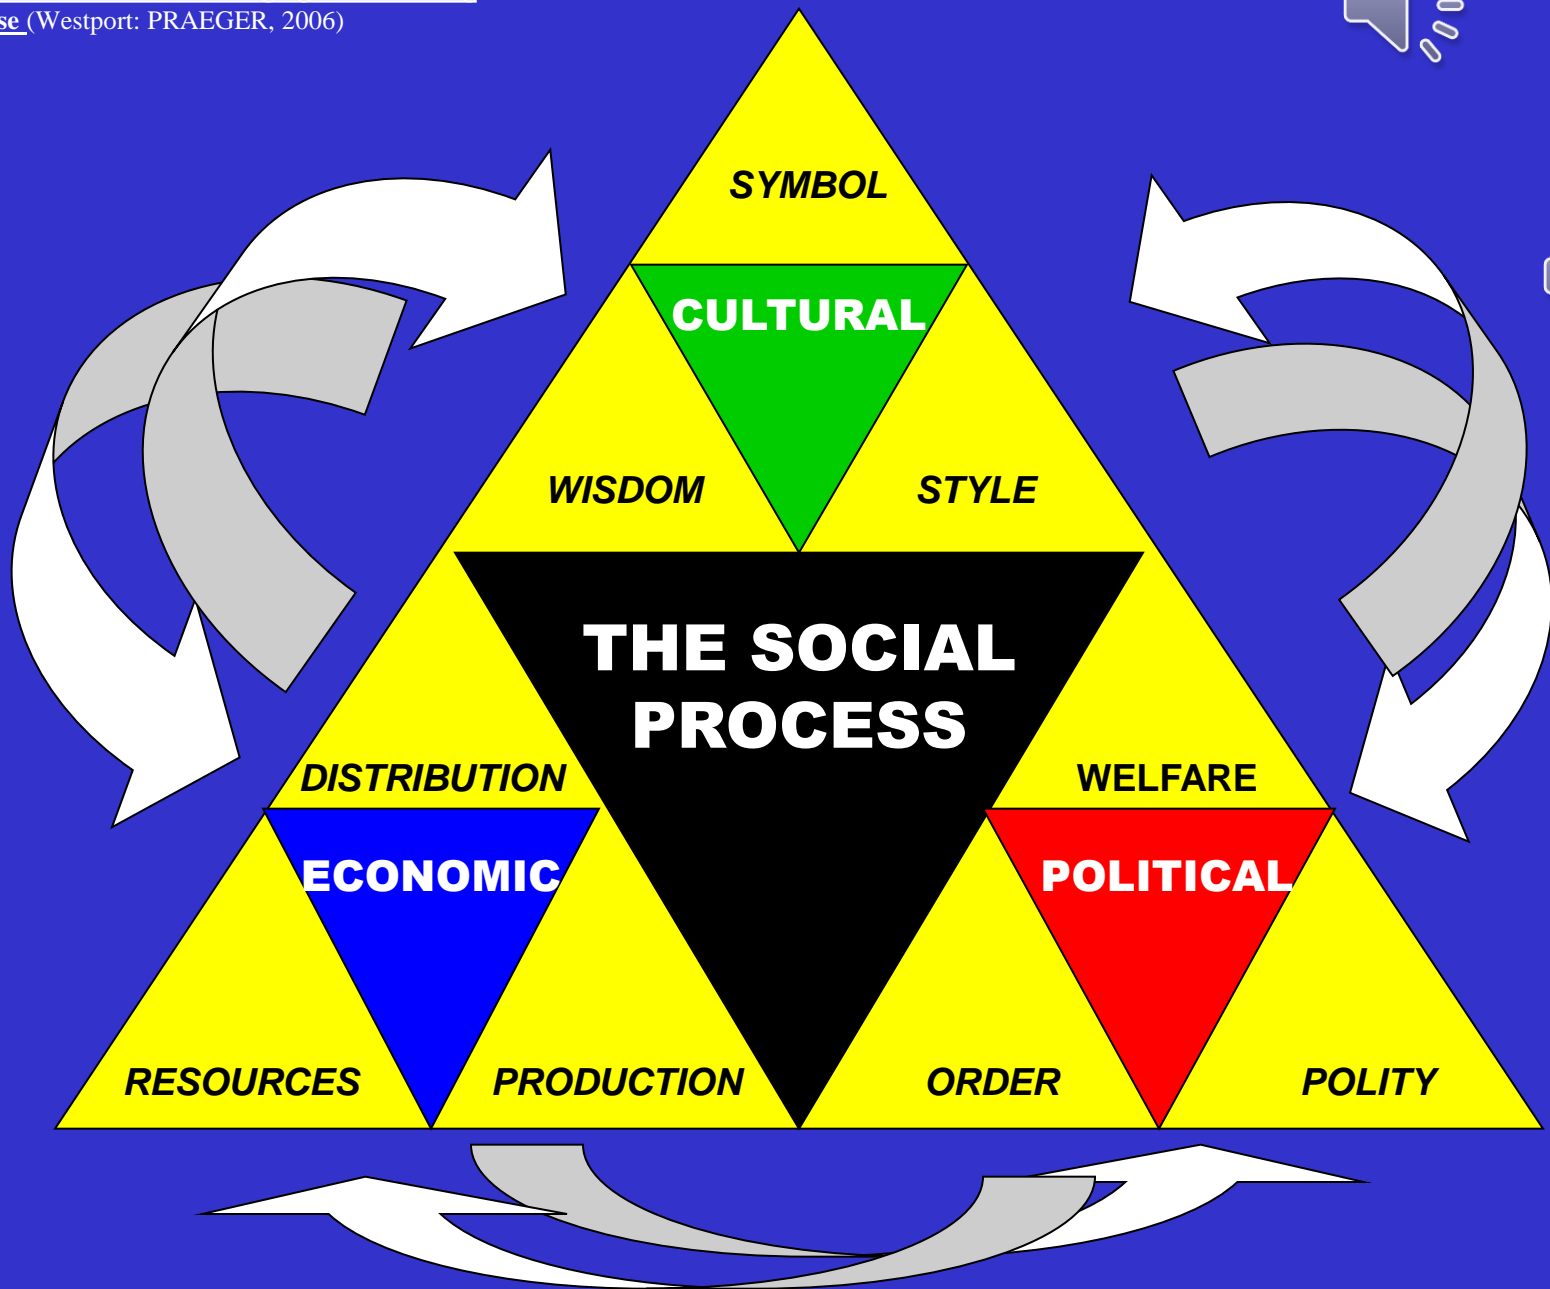 se (Westport: PRAEGER, 2006)
SYMBOL
CULTURAL
WISDOM STYLE
THE SOCIAL
PROCESS
DISTRIBUTION WELFARE
ECONOMIC POLITICAL
RESOURCES PRODUCTION ORDER POLITY